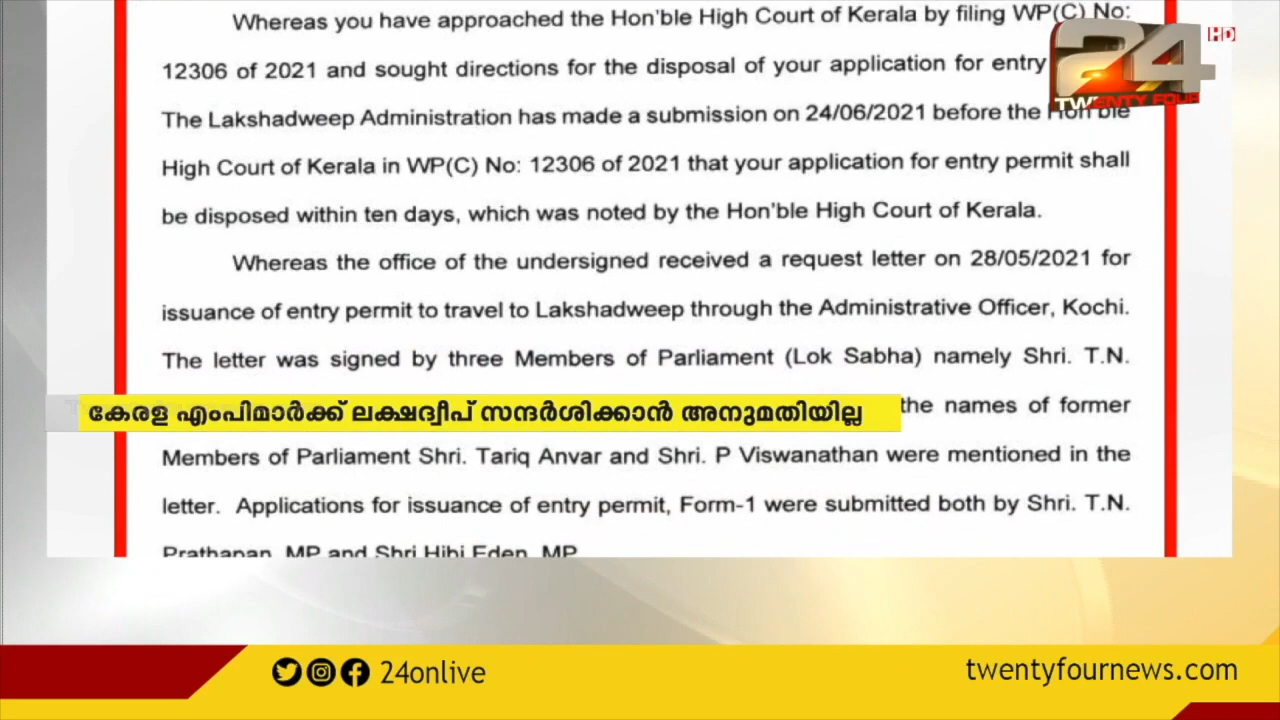 Whereas you have approached the Hon'ble High Court of Kerala by filing WP(C) No:
12306 of 2021 and sought directions for the disposal of your application for entry
The Lakshadweep Administration has made a submission on 24/06/2021 before the Hon'ble
High Court of Kerala in WP(C) No: 12306 of 2021 that your application for entry permit shall
be disposed within ten days, which was noted by the Hon'ble High Court of Kerala.
Whereas the office of the undersigned received a request letter on 28/05/2021 for
issuance of entry permit to travel to Lakshadweep through the Administrative Officer, Kochi.
The letter was signed by three Members of Parliament (Lok Sabha) namely Shri. T.N.
the names of former
Members of Parliament Shri. Tariq Anvar and Shri. P Viswanathan were mentioned in the
letter. Applications for issuance of entry permit, Form-1 were submitted both by Shri. T.N.
Prathapan, MP and Shri Hibi Eden, MP
24 HD
TWENTY FOUR
കേരള എംപിമാർക്ക് ലക്ഷദ്വീപ് സന്ദർശിക്കാൻ അനുമതിയില്ല
24onlive
twentyfournews.com